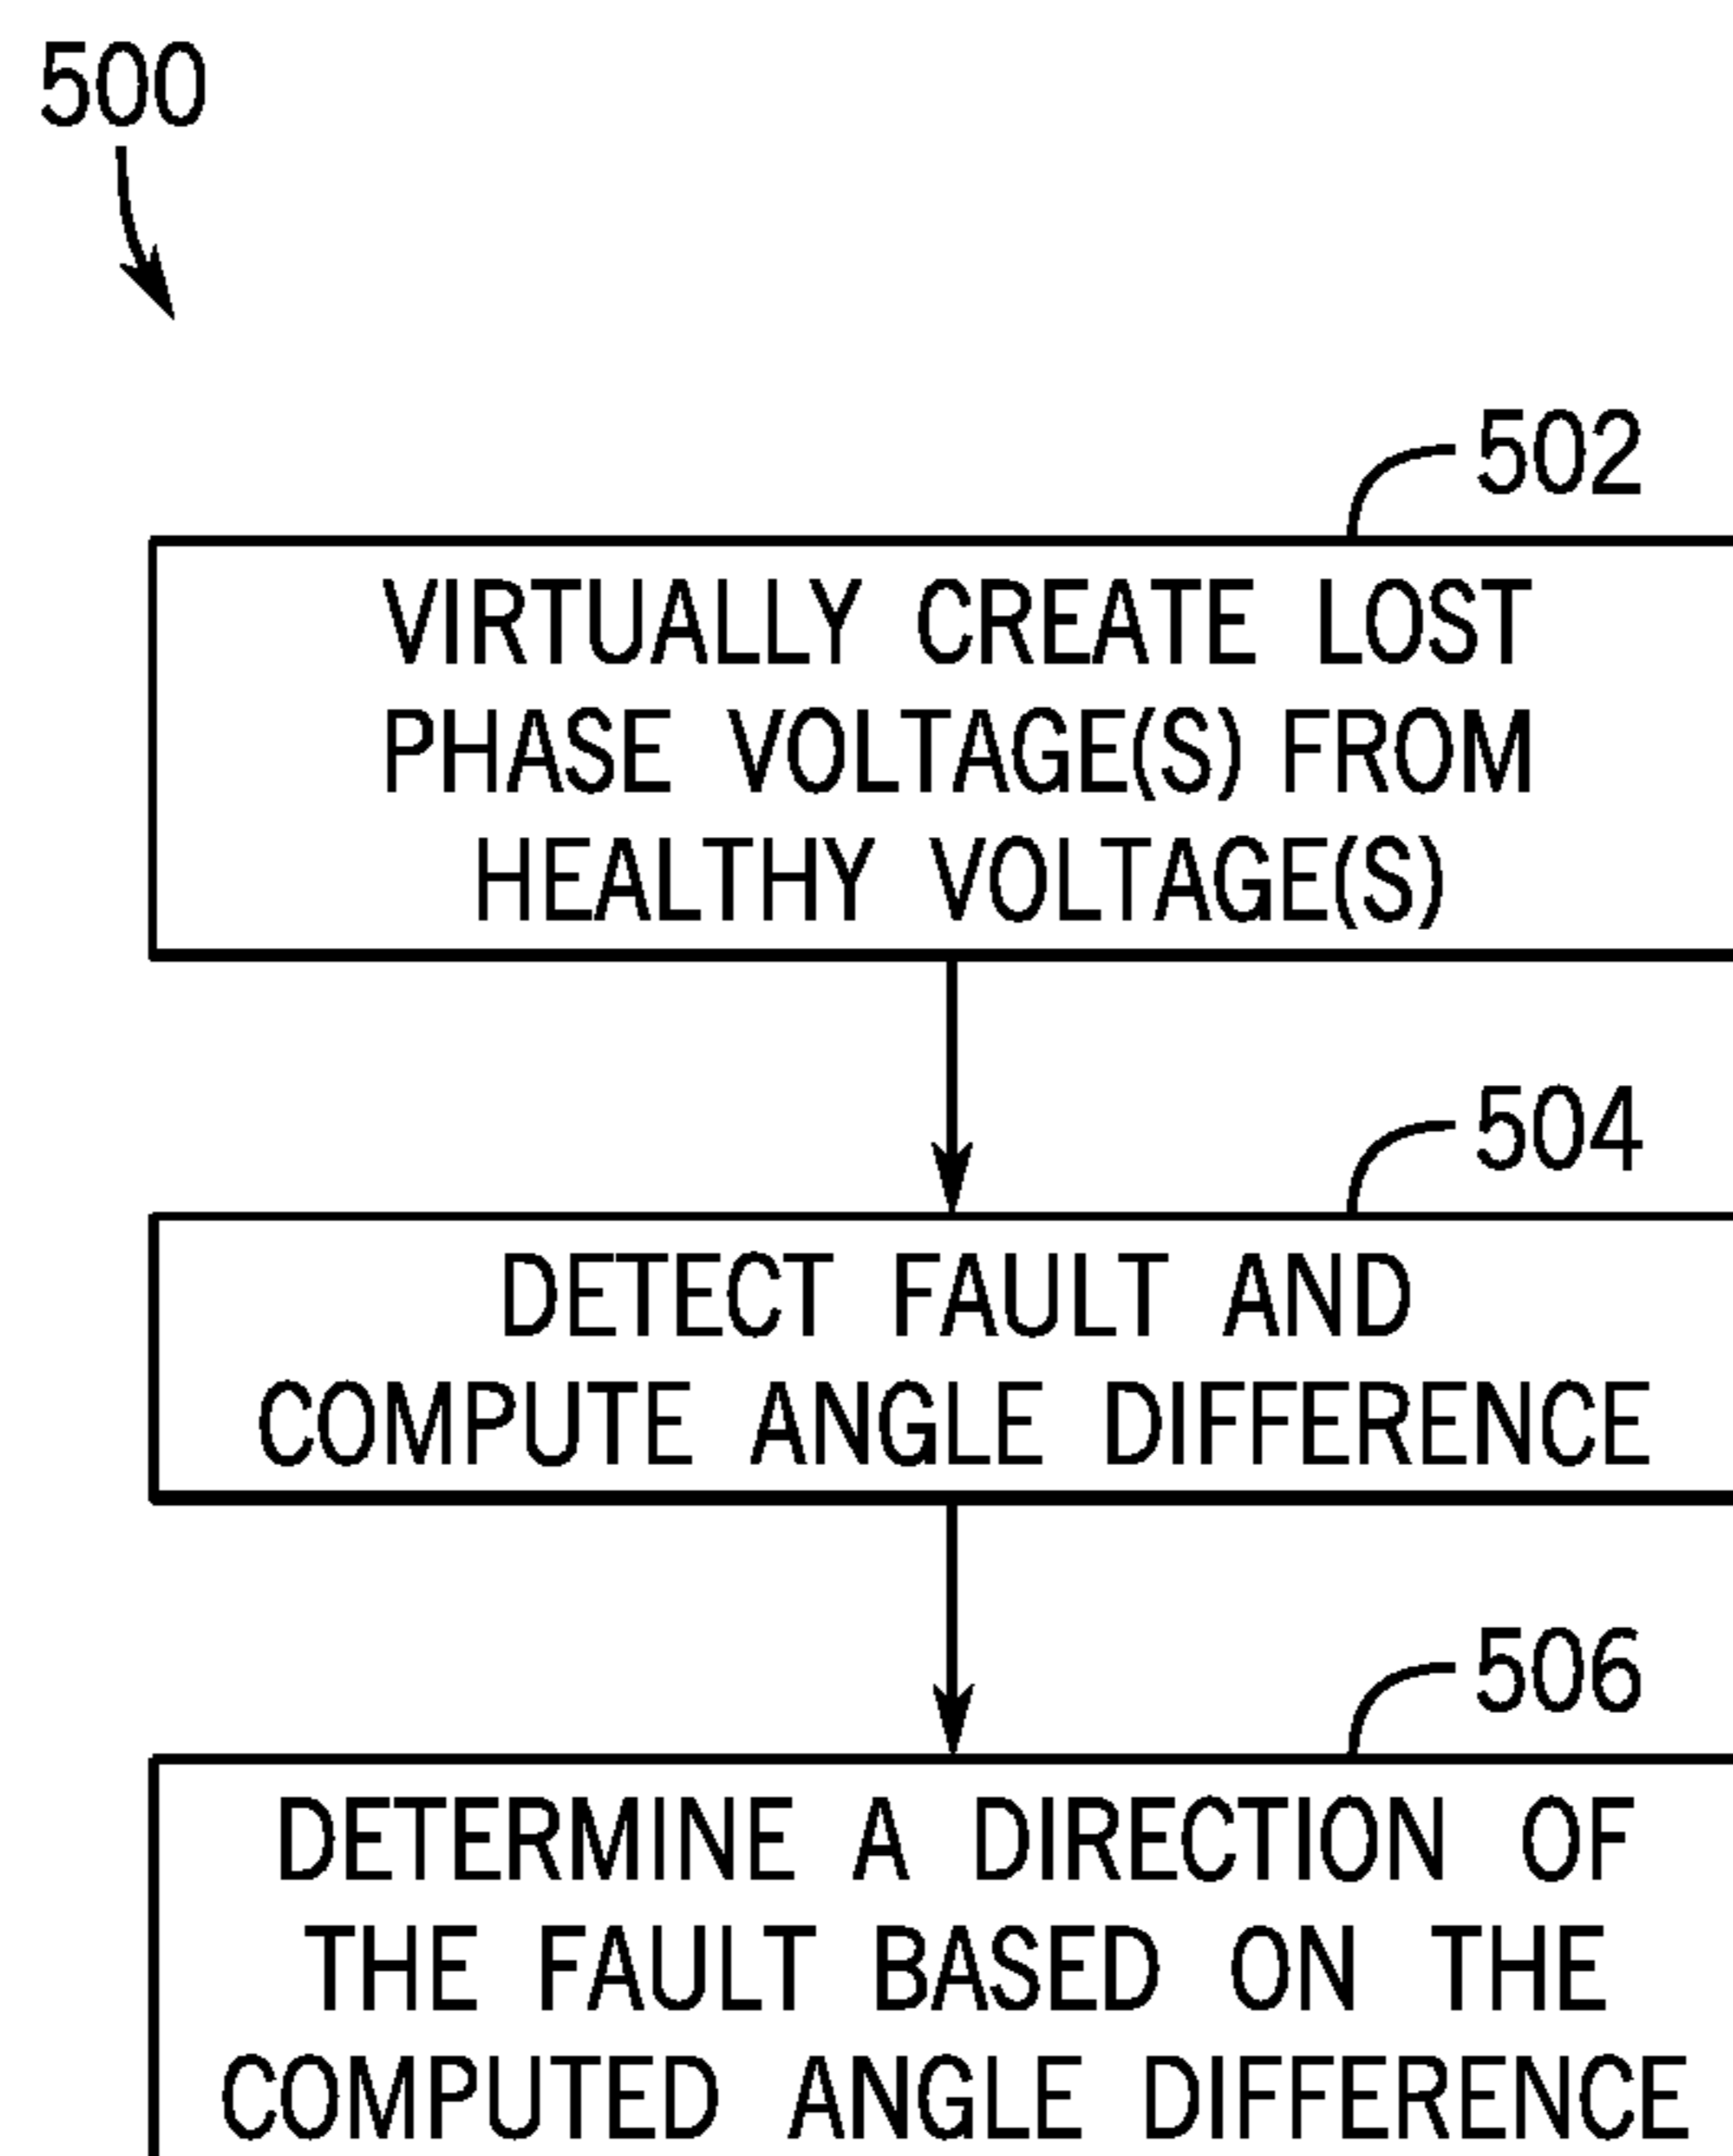 500
502
VIRTUALLY CREATE LOST
PHASE VOLTAGE(S) FROM
HEALTHY VOLTAGE(S)
504
DETECT FAULT AND
COMPUTE ANGLE DIFFERENCE
506
DETERMINE A DIRECTION OF
THE FAULT BASED ON THE
COMPUTED ANGLE DIFFERENCE